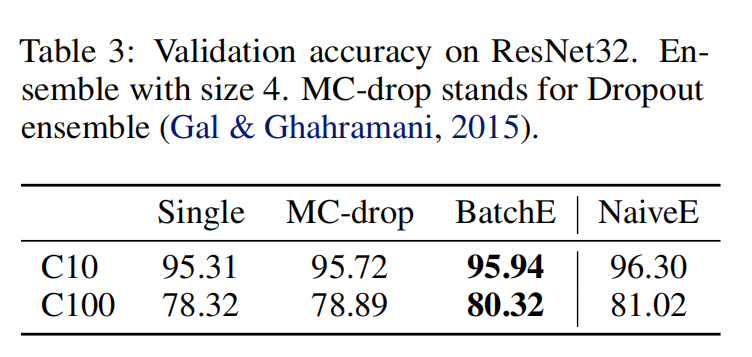 Table 3: Validation accuracy on ResNet32. En-
semble with size 4. MC-drop stands for Dropout
ensemble (Gal & Ghahramani, 2015).
Single MC-drop BatchE NaiveE
C10 95.31 95.72 95.94 96.30
C100 78.32 78.89 80.32 81.02